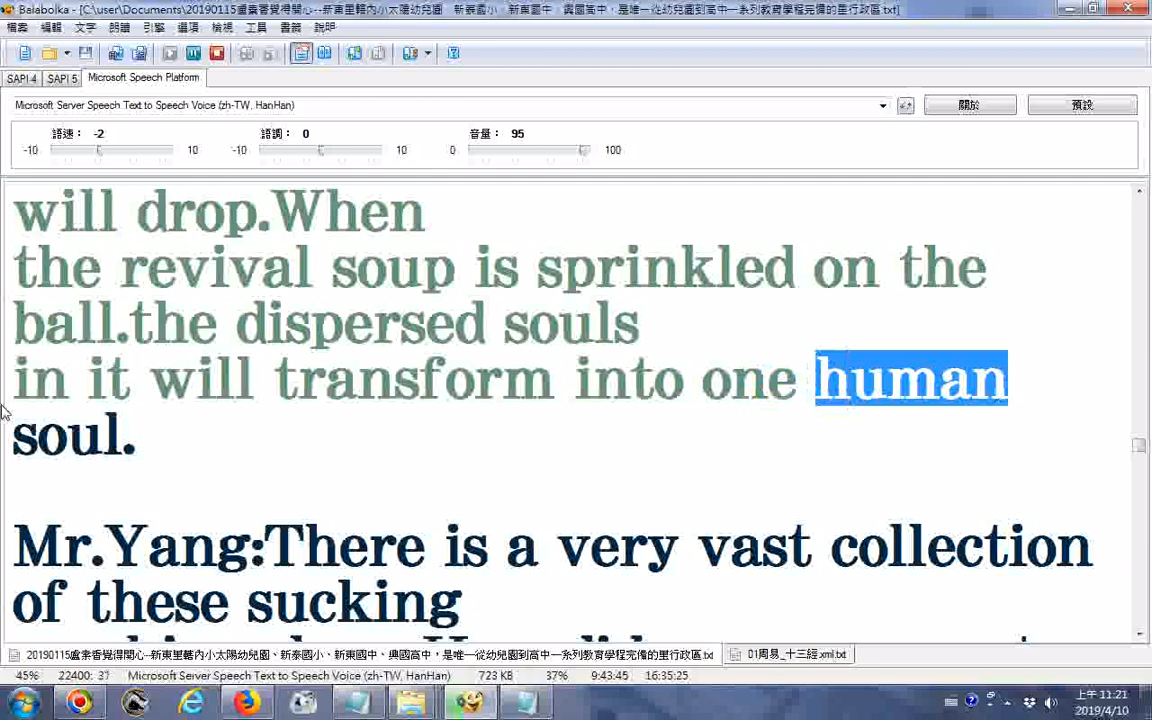 Balabolka - [C:\user\Documents\20190115盧素香覺得開心--新東里轄內小太陽幼兒園、新泰國小、新東國中、興國高中，是唯一從幼兒園到高中一系列教育學程完備的里行政區.txt]
檔案 編輯 文字 朗讀 引擎 選項 檢視 工具 書籤 說明
SAPI 4 SAPI 5 Microsoft Speech Platform
Microsoft Server Speech Text to Speech Voice (zh-TW, HanHan) 關於 預設
語速： -2 語調： 0 音量： 95
-10 10 -10 10 0 100
will drop.When
the revival soup is sprinkled on the
ball.the dispersed souls
in it will transform into one human
soul.
Mr.Yang:There is a very vast collection
of these sucking
20190115盧素香覺得開心--新東里轄內小太陽幼兒園、新泰國小、新東國中、興國高中，是唯一從幼兒園到高中一系列教育學程完備的里行政區.txt 01周易_十三經.xml.txt
45% 22400: 37 Microsoft Server Speech Text to Speech Voice (zh-TW, HanHan) 723 KB 37% 9:43:45 16:35:25
上午 11:21
2019/4/10